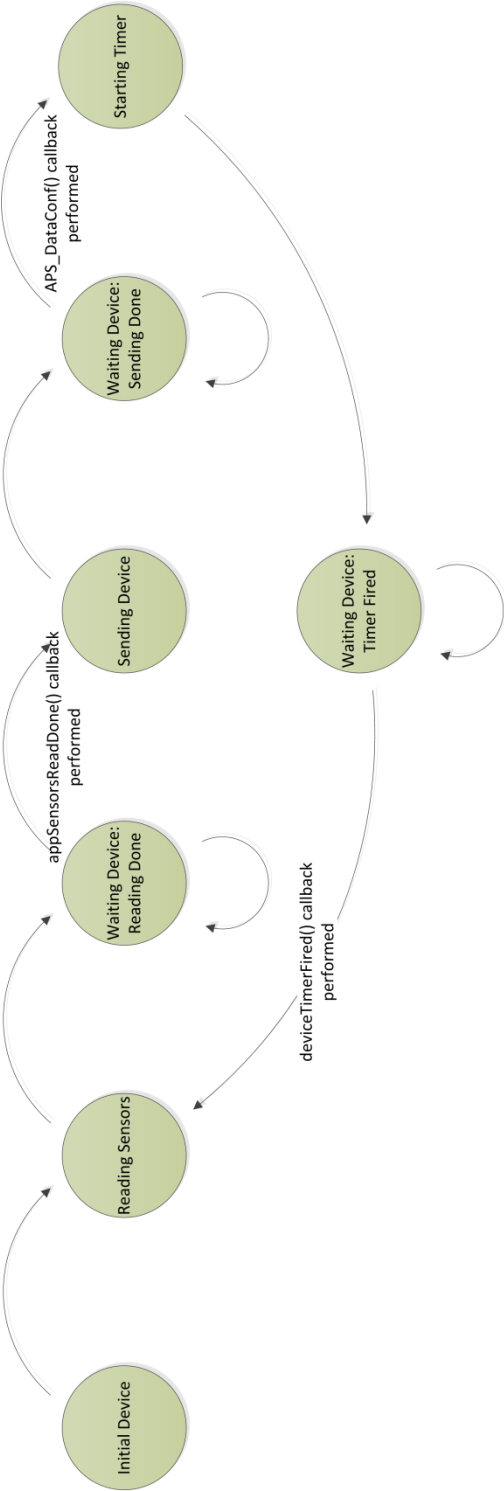 Initial Device
Reading Sensors
Waiting Device:
Reading Done
appSensorsReadDone() callback
performed
Sending Device
Waiting Device:
Sending Done
APS_DataConf() callback
performed
Starting Timer
Waiting Device:
Timer Fired
deviceTimerFired() callback
performed